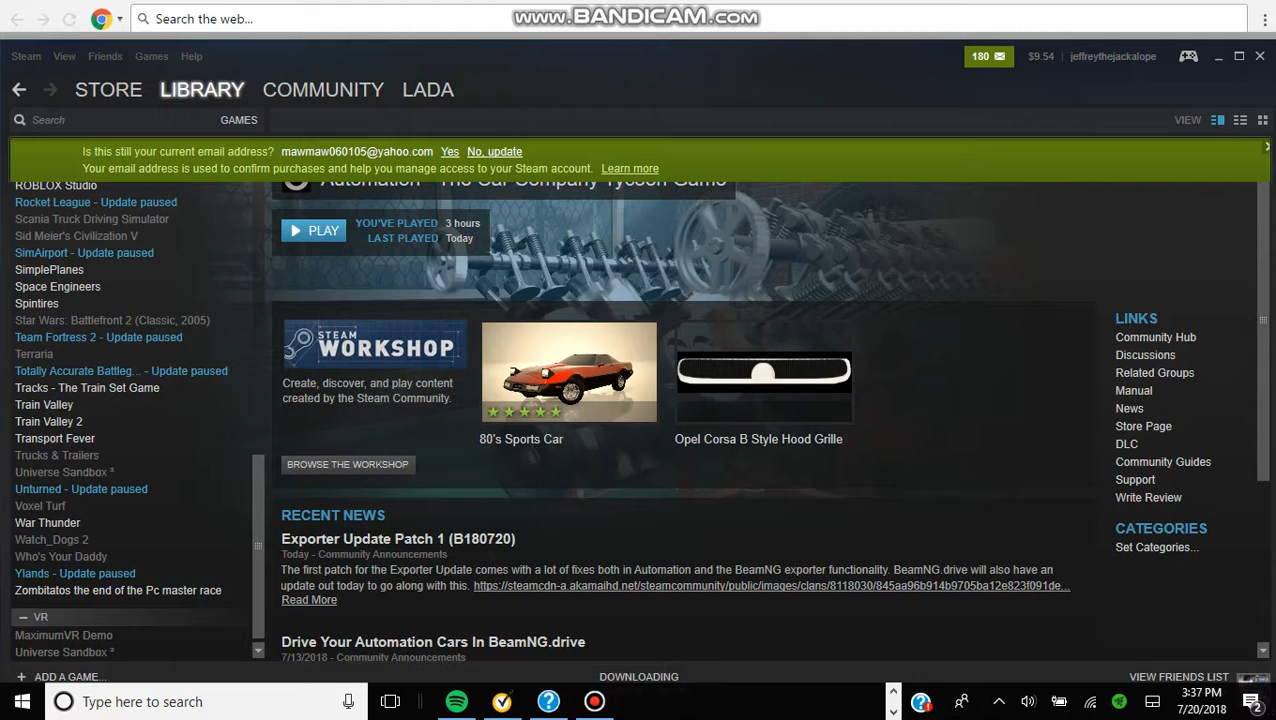 Search the web...
www.BANDICAM.com
Steam View Friends Games Help
180 $9.54 jeffreythejackalope
STORE LIBRARY COMMUNITY LADA
Search GAMES VIEW
Is this still your current email address? mawmaw060105@yahoo.com Yes No, update
Your email address is used to confirm purchases and help you manage access to your Steam account. Learn more
ROBLOX Studio
Automation - The Car Company Tycoon Game
Rocket League - Update paused
Scania Truck Driving Simulator
Sid Meier's Civilization V
SimAirport - Update paused
SimplePlanes
Space Engineers
Spintires
Star Wars: Battlefront 2 (Classic, 2005)
Team Fortress 2 - Update paused
Terraria
Totally Accurate Battleg... - Update paused
Tracks - The Train Set Game
Train Valley
Train Valley 2
Transport Fever
Trucks & Trailers
Universe Sandbox ²
Unturned - Update paused
Voxel Turf
War Thunder
Watch_Dogs 2
Who's Your Daddy
Ylands - Update paused
Zombitatos the end of the Pc master race
VR
MaximumVR Demo
Universe Sandbox ²
ADD A GAME...
PLAY
YOU'VE PLAYED 3 hours
LAST PLAYED Today
STEAM WORKSHOP
Create, discover, and play content
created by the Steam Community.
BROWSE THE WORKSHOP
80's Sports Car
Opel Corsa B Style Hood Grille
RECENT NEWS
Exporter Update Patch 1 (B180720)
Today - Community Announcements
The first patch for the Exporter Update comes with a lot of fixes both in Automation and the BeamNG exporter functionality. BeamNG.drive will also have an
update out today to go along with this. https://steamcdn-a.akamaihd.net/steamcommunity/public/images/clans/8118030/845aa96b914b9705ba12e823f091de...
Read More
Drive Your Automation Cars In BeamNG.drive
7/13/2018 - Community Announcements
LINKS
Community Hub
Discussions
Related Groups
Manual
News
Store Page
DLC
Community Guides
Support
Write Review
CATEGORIES
Set Categories...
DOWNLOADING
VIEW FRIENDS LIST
Type here to search
3:37 PM
7/20/2018
2